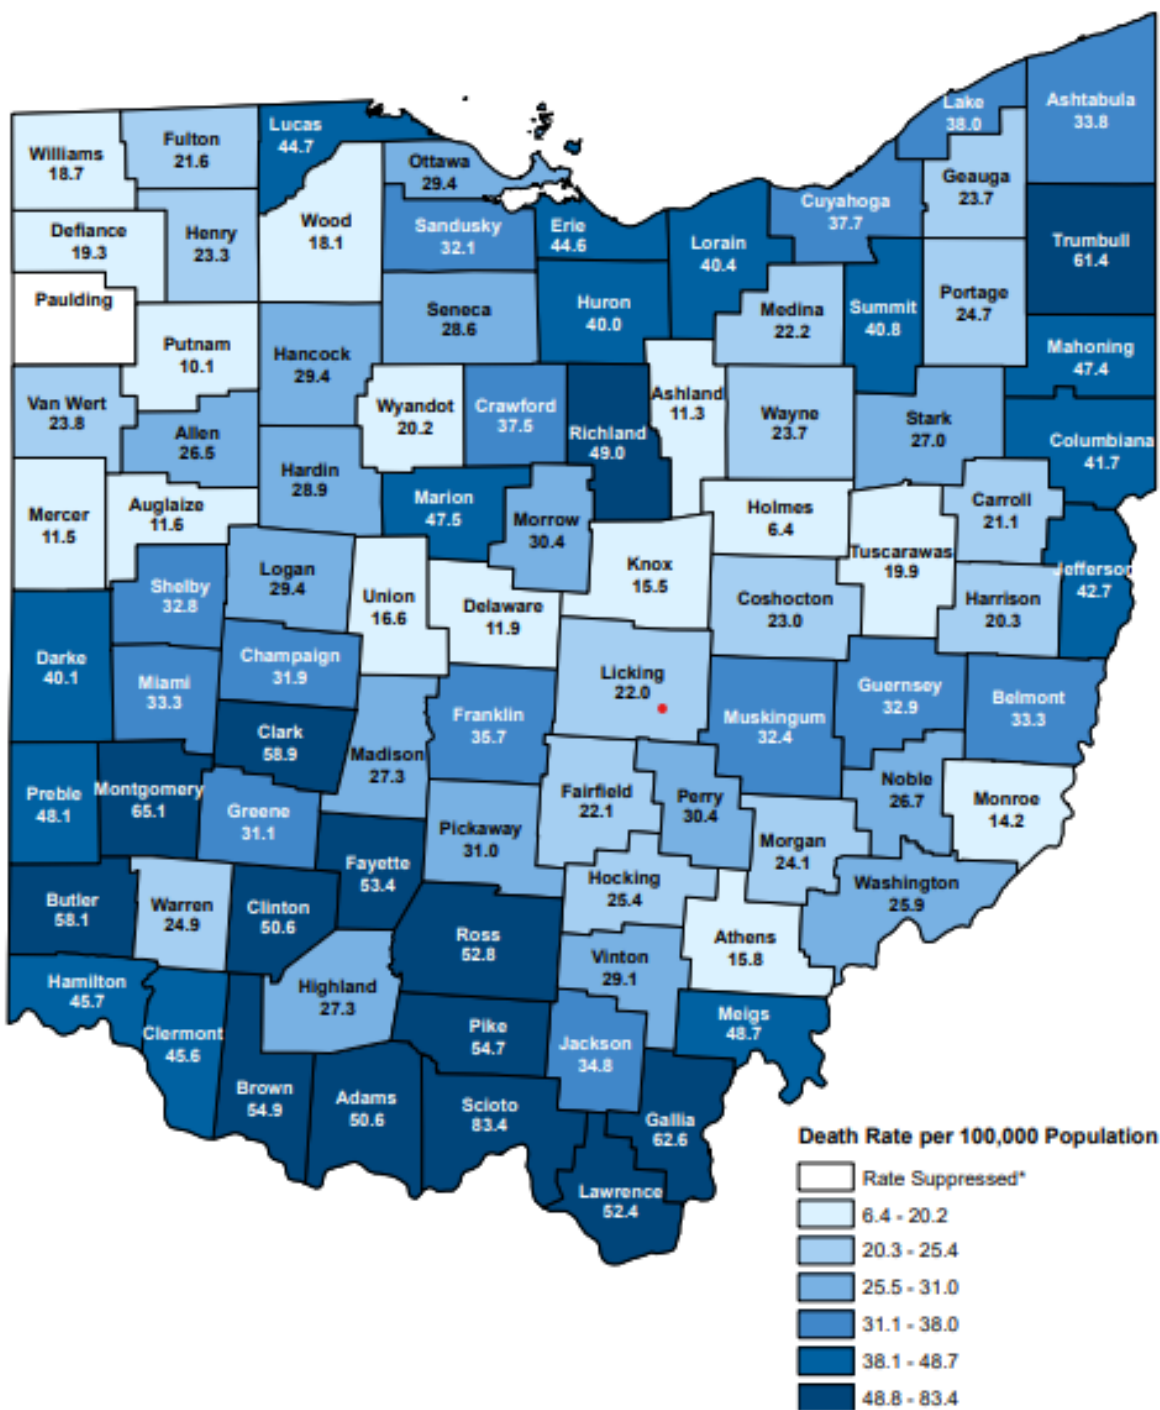 Lake
38.0
Ashtabula
33.8
Williams
18.7
Fulton
21.6
Lucas
44.7
Ottawa
29.4
Geauga
23.7
Cuyahoga
37.7
Defiance
19.3
Henry
23.3
Wood
18.1
Sandusky
32.1
Erie
44.6
Lorain
40.4
Trumbull
61.4
Paulding
Seneca
28.6
Huron
40.0
Medina
22.2
Summit
40.8
Portage
24.7
Putnam
10.1
Hancock
29.4
Mahoning
47.4
Van Wert
23.8
Allen
26.5
Wyandot
20.2
Crawford
37.5
Richland
49.0
Ashland
11.3
Wayne
23.7
Stark
27.0
Columbiana
41.7
Hardin
28.9
Mercer
11.5
Auglaize
11.6
Marion
47.5
Morrow
30.4
Holmes
6.4
Carroll
21.1
Tuscarawas
19.9
Jefferson
42.7
Shelby
32.8
Logan
29.4
Union
16.6
Delaware
11.9
Knox
15.5
Coshocton
23.0
Harrison
20.3
Darke
40.1
Miami
33.3
Champaign
31.9
Licking
22.0
Guernsey
32.9
Belmont
33.3
Franklin
35.7
Muskingum
32.4
Clark
58.9
Madison
27.3
Preble
48.1
Montgomery
65.1
Greene
31.1
Fairfield
22.1
Perry
30.4
Noble
26.7
Monroe
14.2
Pickaway
31.0
Morgan
24.1
Fayette
53.4
Hocking
25.4
Washington
25.9
Butler
58.1
Warren
24.9
Clinton
50.6
Ross
52.8
Athens
15.8
Vinton
29.1
Hamilton
45.7
Highland
27.3
Meigs
48.7
Clermont
45.6
Pike
54.7
Jackson
34.8
Brown
54.9
Adams
50.6
Scioto
83.4
Gallia
62.6
Lawrence
52.4
Death Rate per 100,000 Population
Rate Suppressed*
6.4 - 20.2
20.3 - 25.4
25.5 - 31.0
31.1 - 38.0
38.1 - 48.7
48.8 - 83.4